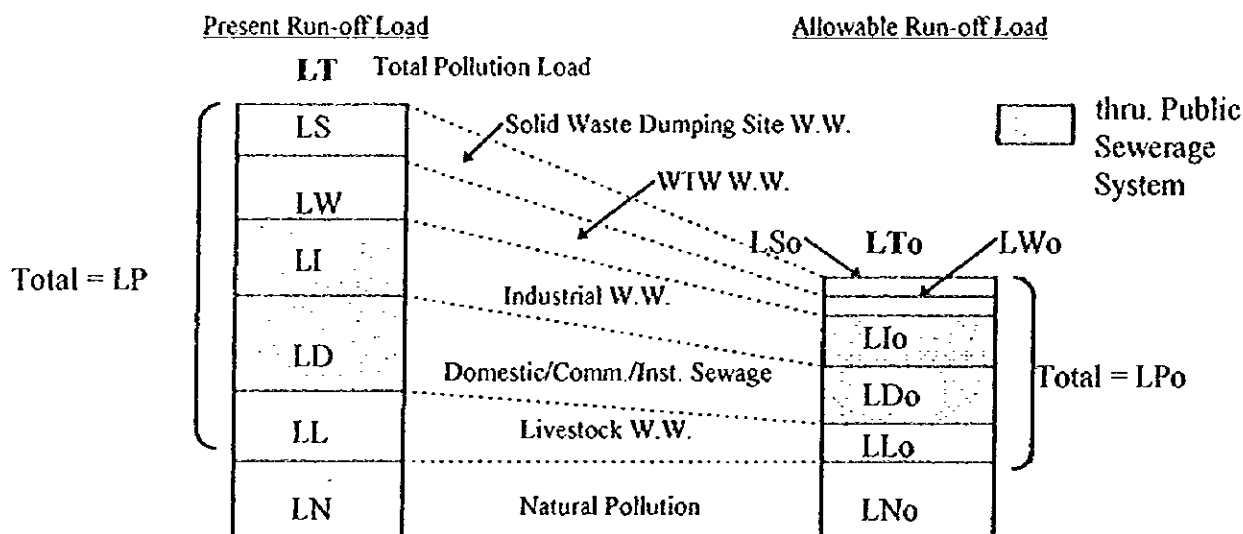 Present Run-off Load
Allowable Run-off Load
LT Total Pollution Load
LS
Solid Waste Dumping Site W.W.
thru. Public
Sewerage
System
WTW W.W.
LW
LSo
LTo
LWo
LI
Total = LP
Industrial W.W.
LIo
LD
Domestic/Comm./Inst. Sewage
LDo
Total = LPo
LL
Livestock W.W.
LLo
LN
Natural Pollution
LNo